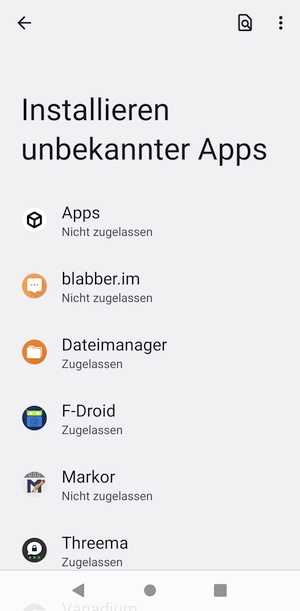 Installieren
unbekannter Apps
Apps
Nicht zugelassen
blabber.im
Nicht zugelassen
Dateimanager
Zugelassen
F-Droid
Zugelassen
Markor
Nicht zugelassen
Threema
Zugelassen
Vanadium